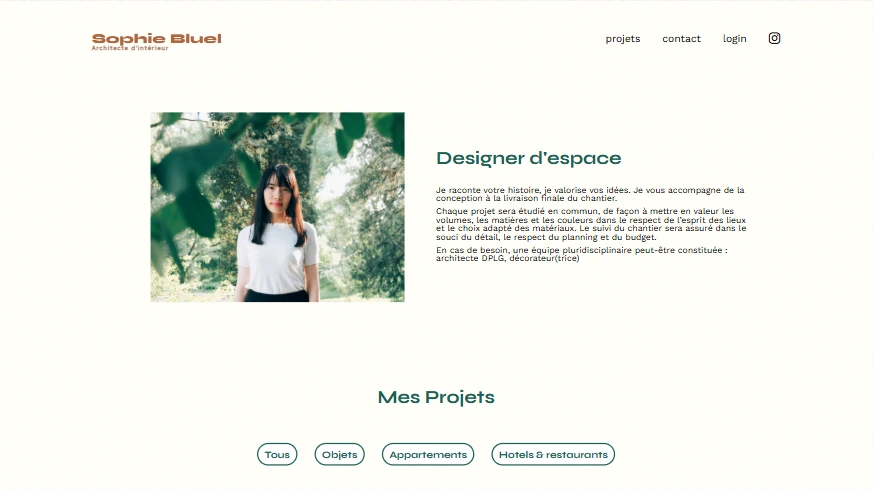 Sophie Bluel
Architecte d'intérieur
projets contact login
Designer d'espace
Je raconte votre histoire, je valorise vos idées. Je vous accompagne de la
conception à la livraison finale du chantier.
Chaque projet sera étudié en commun, de façon à mettre en valeur les
volumes, les matières et les couleurs dans le respect de l'esprit des lieux
et le choix adapté des matériaux. Le suivi du chantier sera assuré dans le
souci du détail, le respect du planning et du budget.
En cas de besoin, une équipe pluridisciplinaire peut-être constituée :
architecte DPLG, décorateur(trice)
Mes Projets
Tous Objets Appartements Hotels & restaurants